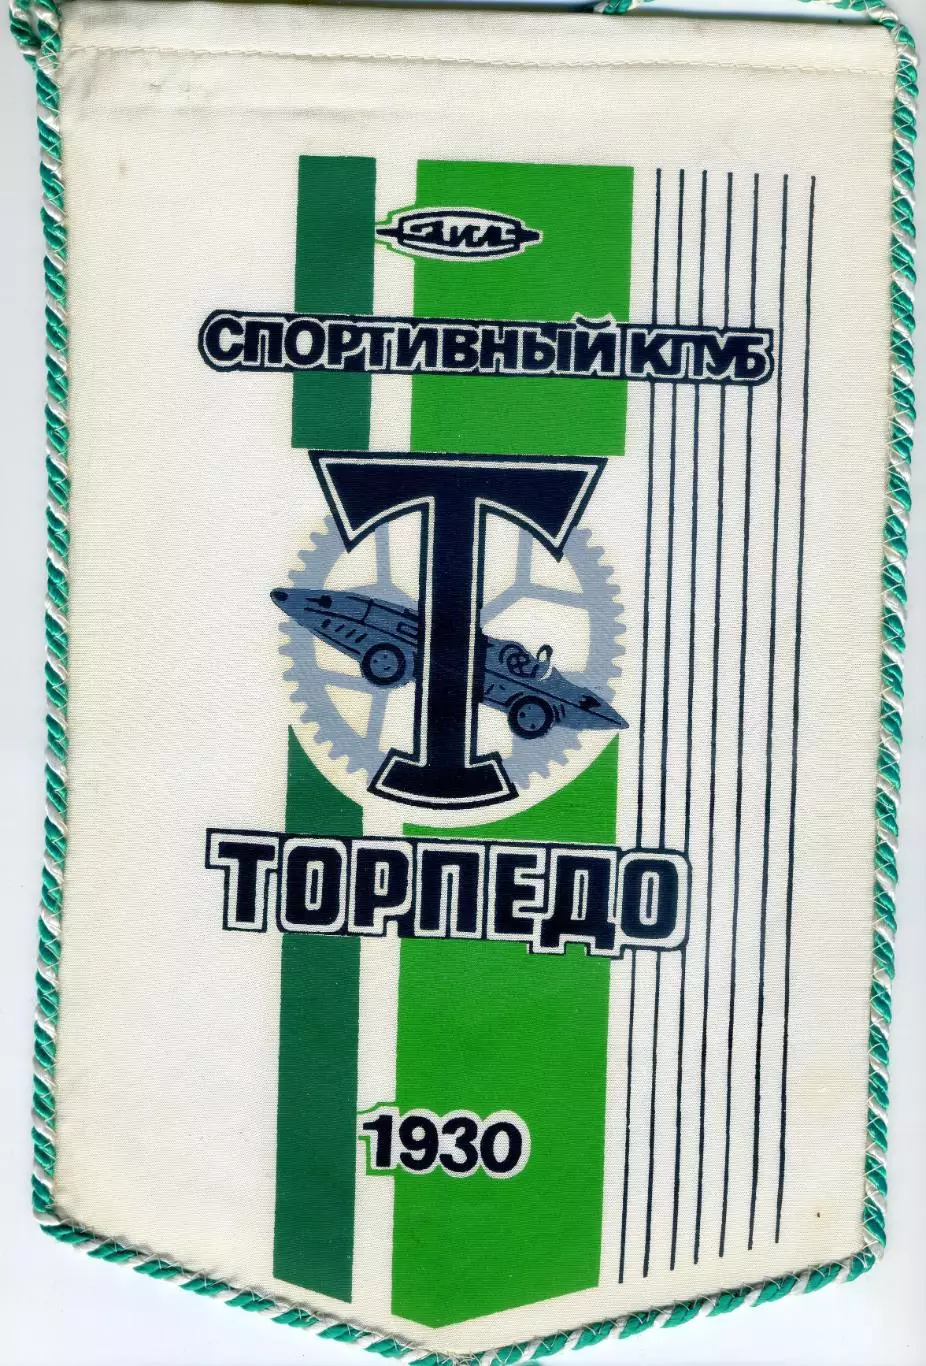 ЗИЛ
СПОРТИВНЫЙ КЛУБ
Т
ТОРПЕДО
1930